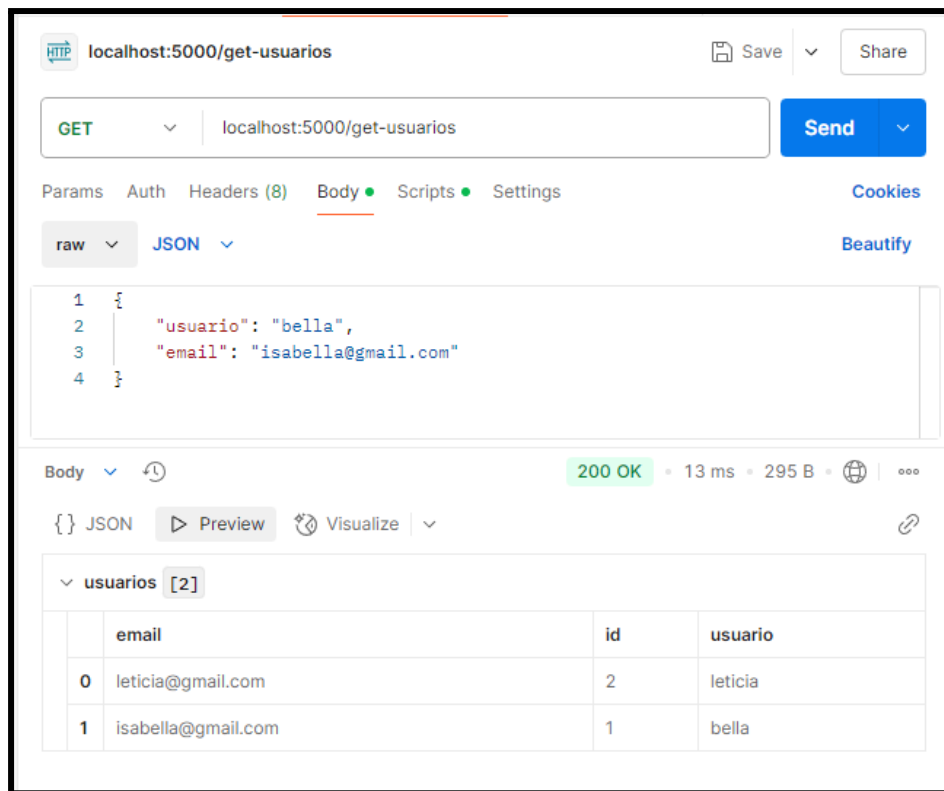 HTTP localhost:5000/get-usuarios Save Share
GET localhost:5000/get-usuarios Send
Params Auth Headers (8) Body Scripts Settings Cookies
raw JSON Beautify
1 {
2 "usuario": "bella",
3 "email": "isabella@gmail.com"
4 }
Body 200 OK 13 ms 295 B
{} JSON Preview Visualize
usuarios [2]
email id usuario
0 leticia@gmail.com 2 leticia
1 isabella@gmail.com 1 bella